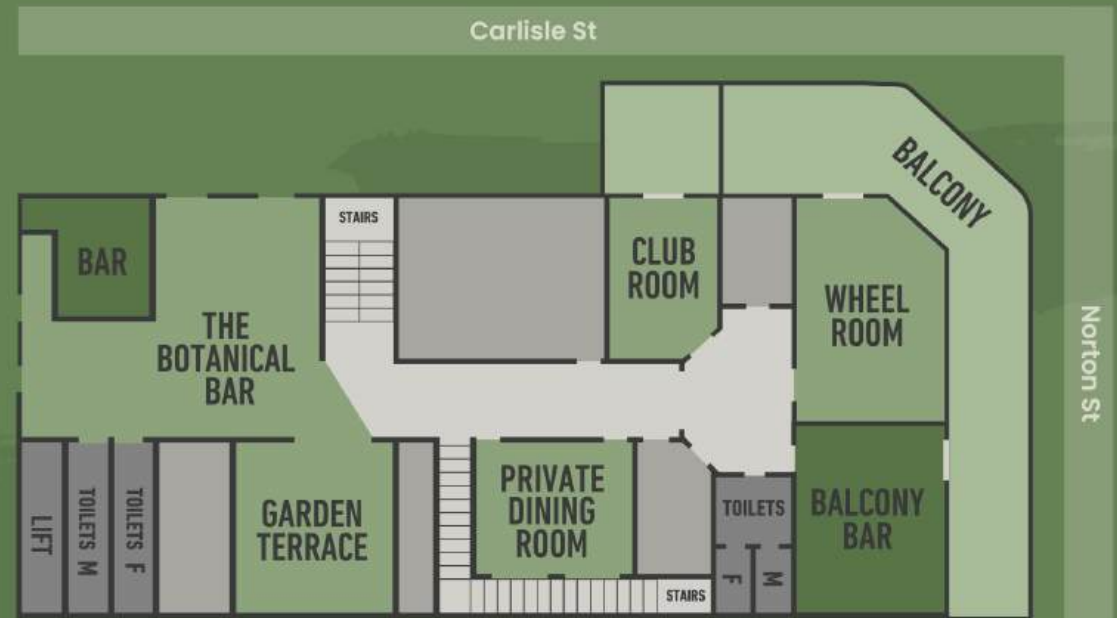 Carlisle St
BALCONY
STAIRS
BAR
CLUB
ROOM
WHEEL
ROOM
THE
BOTANICAL
BAR
Norton St
LIFT
TOILETS M
TOILETS F
GARDEN
TERRACE
PRIVATE
DINING
ROOM
TOILETS
F
M
BALCONY
BAR
STAIRS